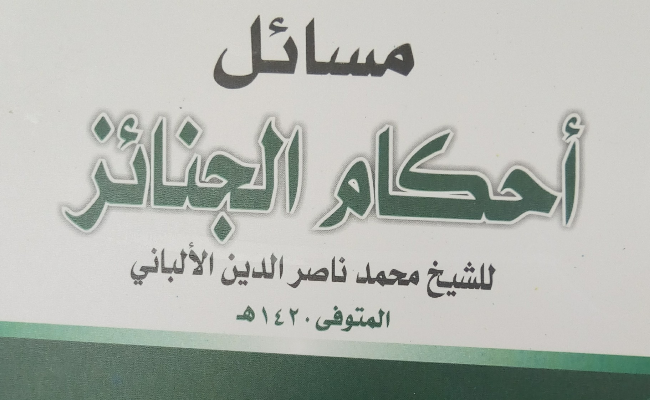 مسائل
أحكام الجنائز
للشيخ محمد ناصر الدين الألباني
المتوفى ١٤٢٠هـ